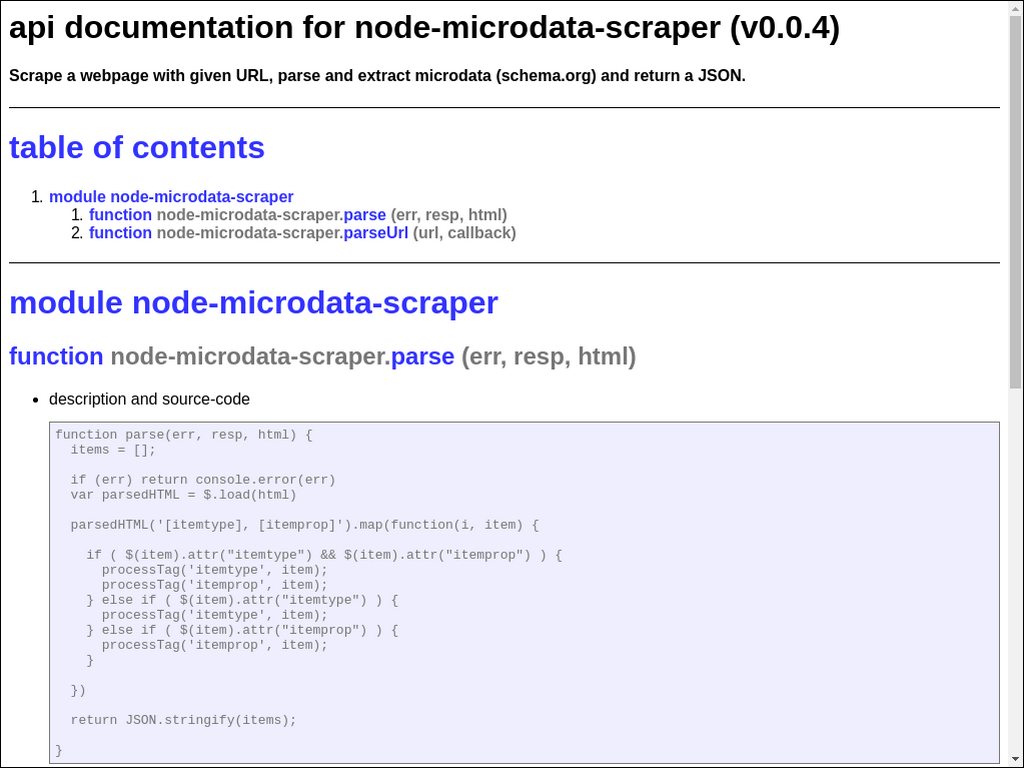 api documentation for node-microdata-scraper (v0.0.4)
Scrape a webpage with given URL, parse and extract microdata (schema.org) and return a JSON.
table of contents
1. module node-microdata-scraper
1. function node-microdata-scraper.parse (err, resp, html)
2. function node-microdata-scraper.parseUrl (url, callback)
module node-microdata-scraper
function node-microdata-scraper.parse (err, resp, html)
• description and source-code
function parse(err, resp, html) {
  items = [];

  if (err) return console.error(err)
  var parsedHTML = $.load(html)

  parsedHTML('[itemtype], [itemprop]').map(function(i, item) {

    if ( $(item).attr("itemtype") && $(item).attr("itemprop") ) {
      processTag('itemtype', item);
      processTag('itemprop', item);
    } else if ( $(item).attr("itemtype") ) {
      processTag('itemtype', item);
    } else if ( $(item).attr("itemprop") ) {
      processTag('itemprop', item);
    }

  })

  return JSON.stringify(items);

}